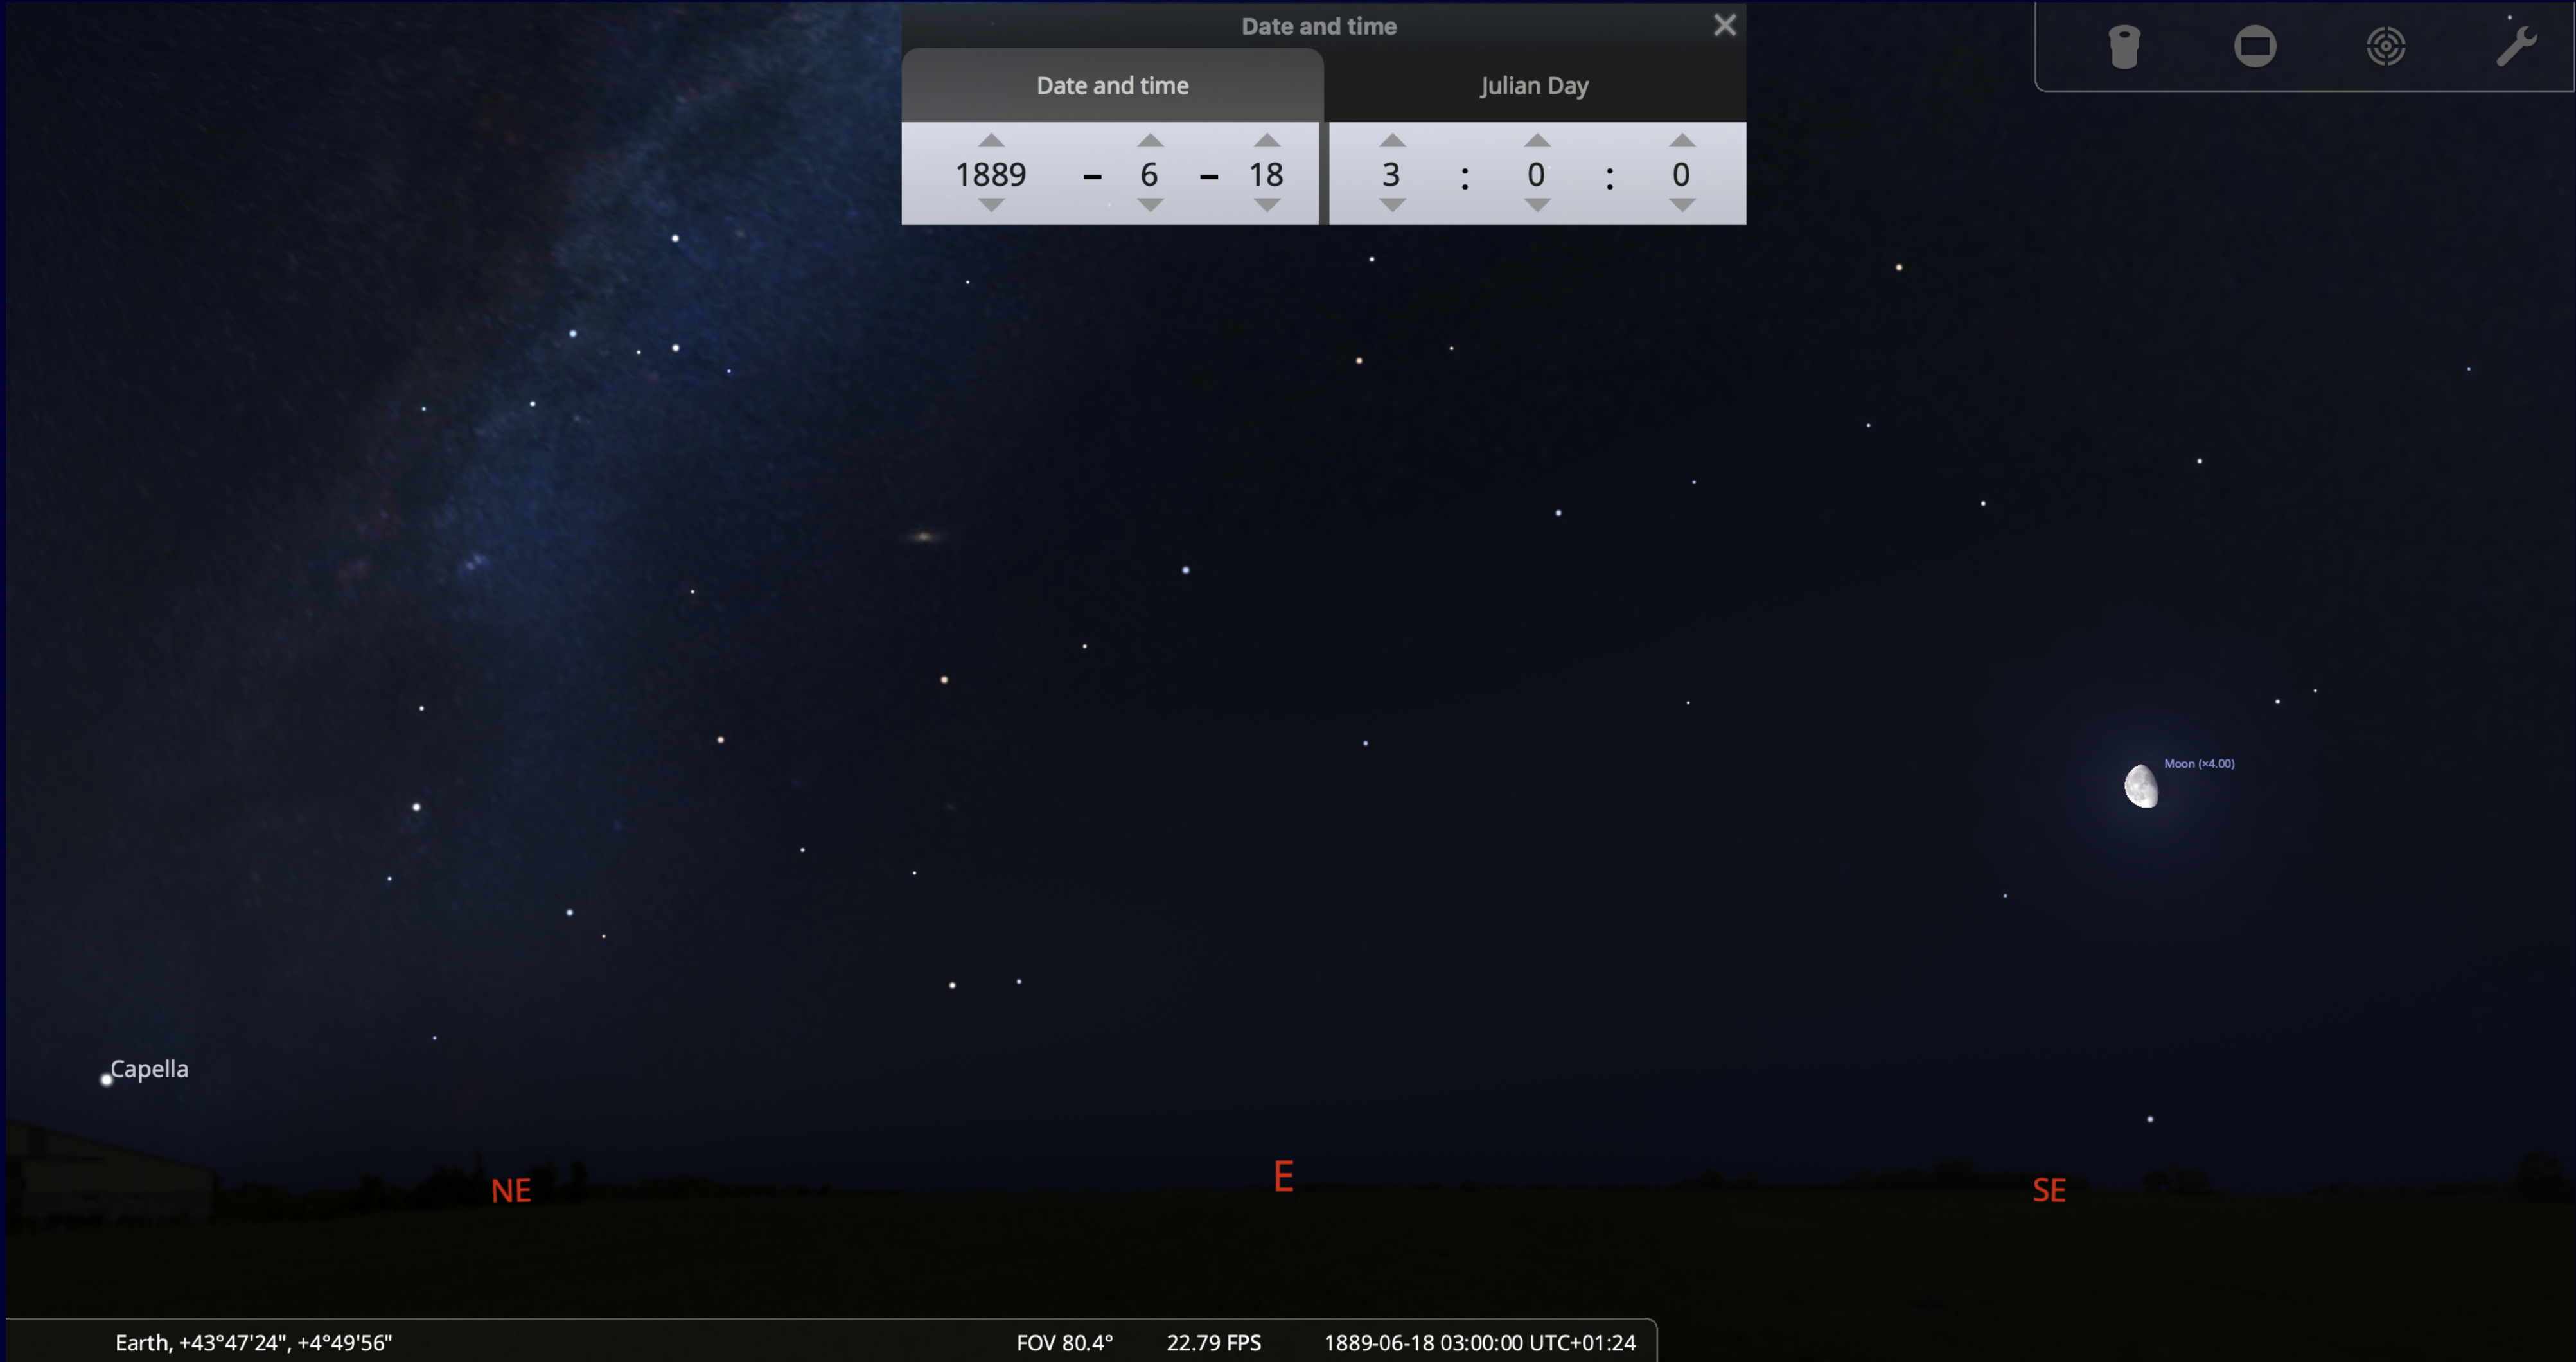 Date and time
Date and time
Julian Day
1889 – 6 – 18 3 : 0 : 0
Moon (×4.00)
Capella
NE
E
SE
Earth, +43°47'24", +4°49'56"
FOV 80.4°
22.79 FPS
1889-06-18 03:00:00 UTC+01:24